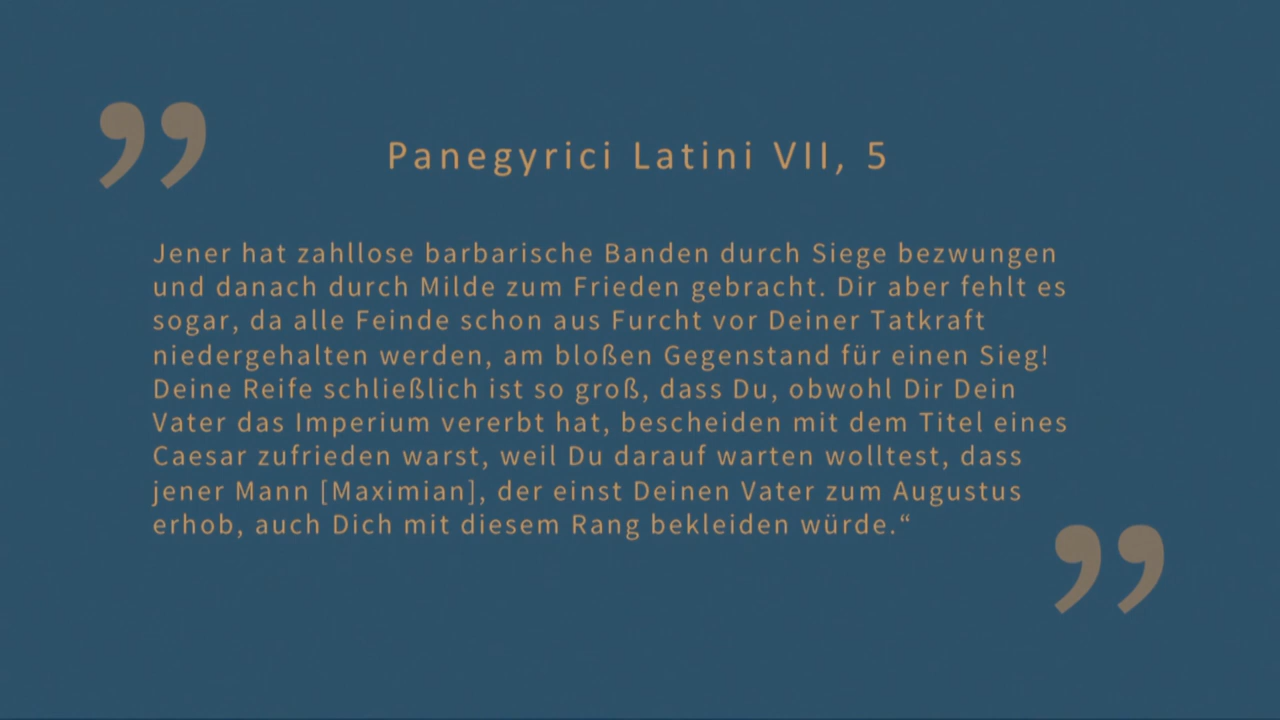 Panegyrici Latini VII, 5
Jener hat zahllose barbarische Banden durch Siege bezwungen
und danach durch Milde zum Frieden gebracht. Dir aber fehlt es
sogar, da alle Feinde schon aus Furcht vor Deiner Tatkraft
niedergehalten werden, am bloßen Gegenstand für einen Sieg!
Deine Reife schließlich ist so groß, dass Du, obwohl Dir Dein
Vater das Imperium vererbt hat, bescheiden mit dem Titel eines
Caesar zufrieden warst, weil Du darauf warten wolltest, dass
jener Mann [Maximian], der einst Deinen Vater zum Augustus
erhob, auch Dich mit diesem Rang bekleiden würde.“